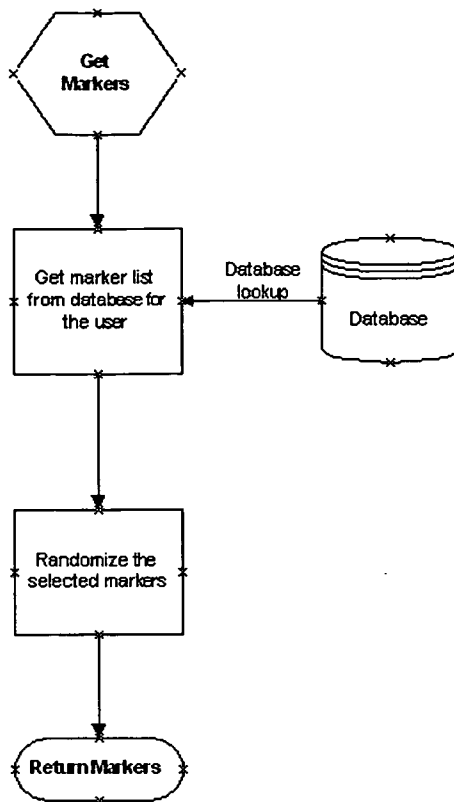 Get
Markers
Get marker list
from database for
the user
Database
lookup
Database
Randomize the
selected markers
Return Markers